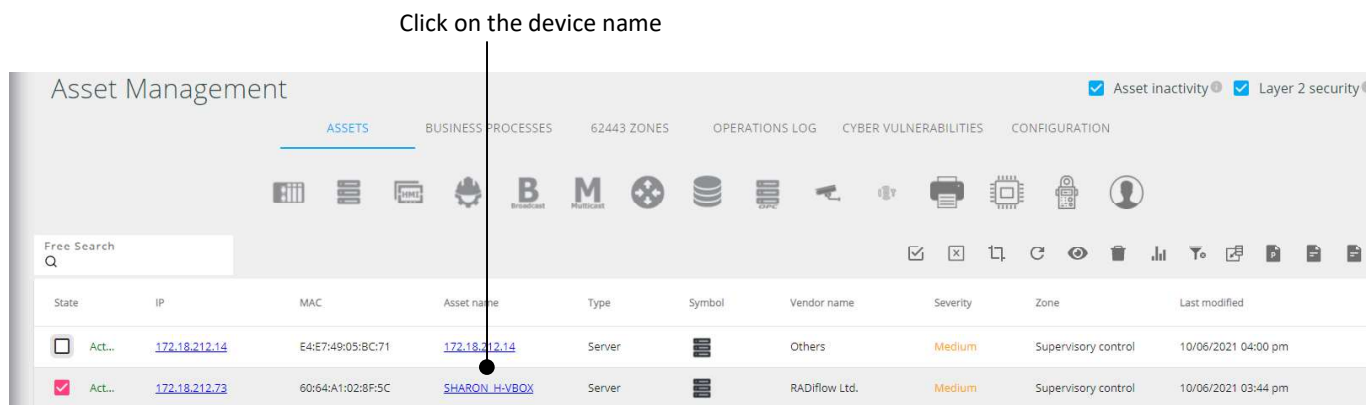 Click on the device name
Asset Management
Asset inactivity Layer 2 security
ASSETS BUSINESS PROCESSES 62443 ZONES OPERATIONS LOG CYBER VULNERABILITIES CONFIGURATION
HMI B Broadcast M Multicast OPC
Free Search
State IP MAC Asset name Type Symbol Vendor name Severity Zone Last modified
Act... 172.18.212.14 E4:E7:49:05:BC:71 172.18.212.14 Server Others Medium Supervisory control 10/06/2021 04:00 pm
Act... 172.18.212.73 60:64:A1:02:8F:5C SHARON_H-VBOX Server RADiflow Ltd. Medium Supervisory control 10/06/2021 03:44 pm